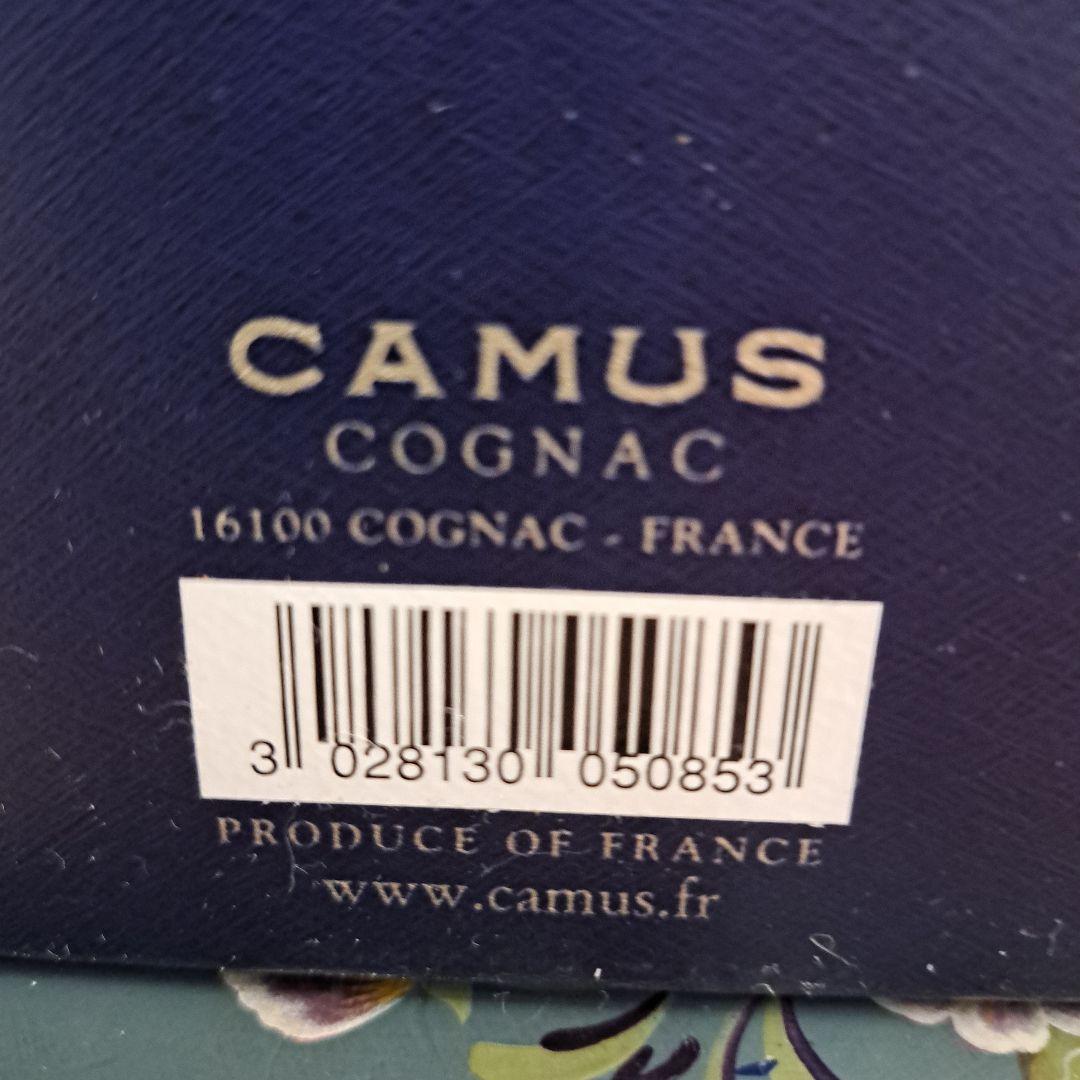 CAMUS
COGNAC
16100 COGNAC - FRANCE
3 028130 050853
PRODUCE OF FRANCE
www.camus.fr